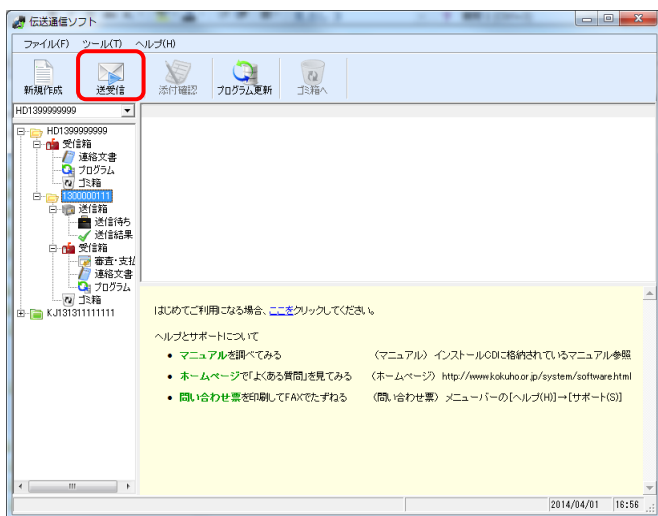 伝送通信ソフト
ファイル(F) ツール(T) ヘルプ(H)
新規作成 送受信 添付確認 プログラム更新 ゴミ箱へ
HD1399999999
HD1399999999
受信箱
連絡文書
プログラム
ゴミ箱
1300000111
送信箱
送信待ち
送信結果
受信箱
審査・支払
連絡文書
プログラム
ゴミ箱
KJ131311111111
はじめてご利用になる場合、ここをクリックしてください。
ヘルプとサポートについて
• マニュアルを調べてみる (マニュアル) インストールCDに格納されているマニュアル参照
• ホームページで「よくある質問」を見てみる (ホームページ) http://www.kokuho.or.jp/system/software.html
• 問い合わせ票を印刷してFAXでたずねる (問い合わせ票) メニューバーの[ヘルプ(H)]→[サポート(S)]
2014/04/01 16:56